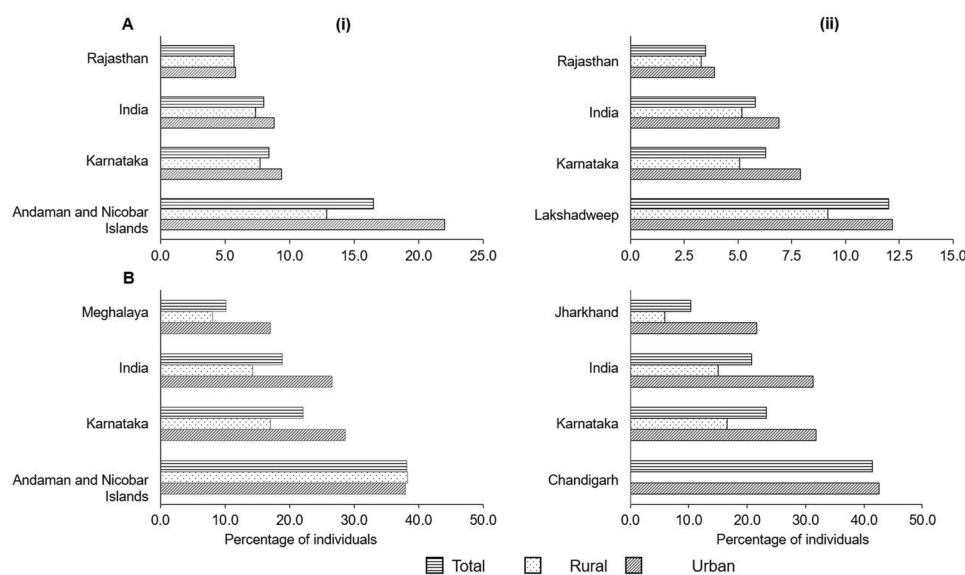 A (i) (ii)
Rajasthan
India
Karnataka
Andaman and Nicobar
Islands
0.0 5.0 10.0 15.0 20.0 25.0
Rajasthan
India
Karnataka
Lakshadweep
0.0 2.5 5.0 7.5 10.0 12.5 15.0
B
Meghalaya
India
Karnataka
Andaman and Nicobar
Islands
0.0 10.0 20.0 30.0 40.0 50.0
Percentage of individuals
Jharkhand
India
Karnataka
Chandigarh
0.0 10.0 20.0 30.0 40.0 50.0
Percentage of individuals
Total Rural Urban